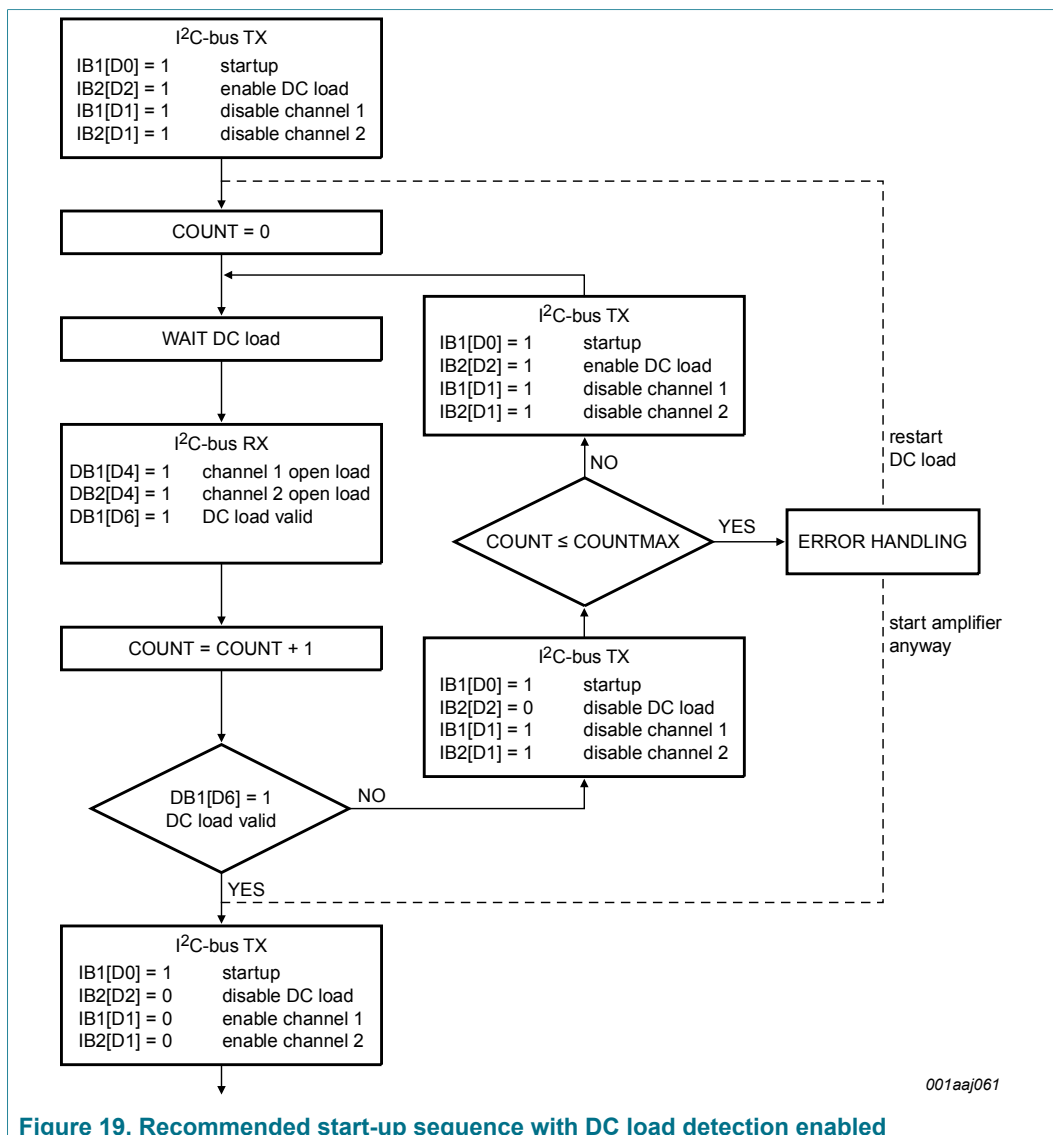 I2C-bus TX
IB1[D0] = 1 startup
IB2[D2] = 1 enable DC load
IB1[D1] = 1 disable channel 1
IB2[D1] = 1 disable channel 2
COUNT = 0
WAIT DC load
I2C-bus RX
DB1[D4] = 1 channel 1 open load
DB2[D4] = 1 channel 2 open load
DB1[D6] = 1 DC load valid
COUNT = COUNT + 1
DB1[D6] = 1
DC load valid
NO
YES
I2C-bus TX
IB1[D0] = 1 startup
IB2[D2] = 0 disable DC load
IB1[D1] = 1 disable channel 1
IB2[D1] = 1 disable channel 2
COUNT ≤ COUNTMAX
NO
YES
I2C-bus TX
IB1[D0] = 1 startup
IB2[D2] = 1 enable DC load
IB1[D1] = 1 disable channel 1
IB2[D1] = 1 disable channel 2
ERROR HANDLING
restart
DC load
start amplifier
anyway
I2C-bus TX
IB1[D0] = 1 startup
IB2[D2] = 0 disable DC load
IB1[D1] = 0 enable channel 1
IB2[D1] = 0 enable channel 2
001aaj061
Figure 19. Recommended start-up sequence with DC load detection enabled